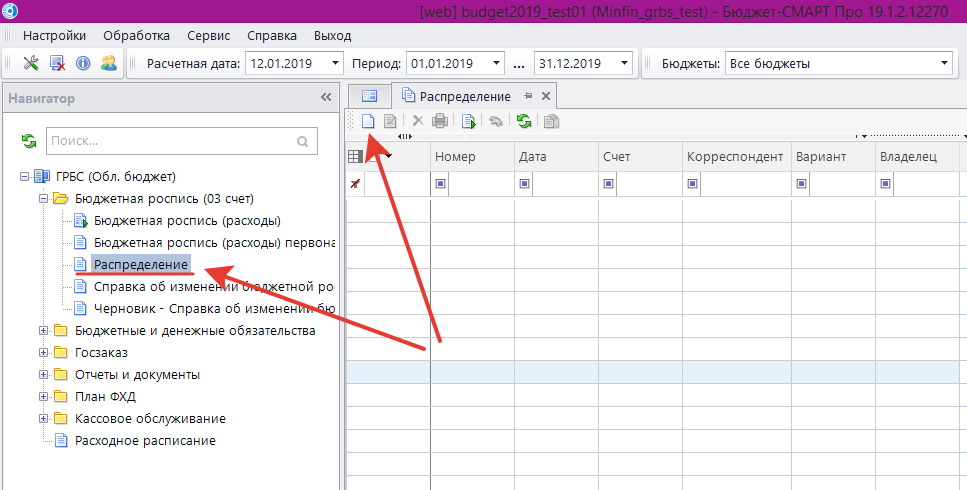 [web] budget2019_test01 (Minfin_grbs_test) - Бюджет-СМАРТ Про 19.1.2.12270
Настройки Обработка Сервис Справка Выход
Расчетная дата: 12.01.2019 Период: 01.01.2019 ... 31.12.2019 Бюджеты: Все бюджеты
Навигатор
Распределение
Поиск...
Номер Дата Счет Корреспондент Вариант Владелец
ГРБС (Обл. бюджет)
Бюджетная роспись (03 счет)
Бюджетная роспись (расходы)
Бюджетная роспись (расходы) первона
Распределение
Справка об изменении бюджетной ро
Черновик - Справка об изменении бю
Бюджетные и денежные обязательства
Госзаказ
Отчеты и документы
План ФХД
Кассовое обслуживание
Расходное расписание